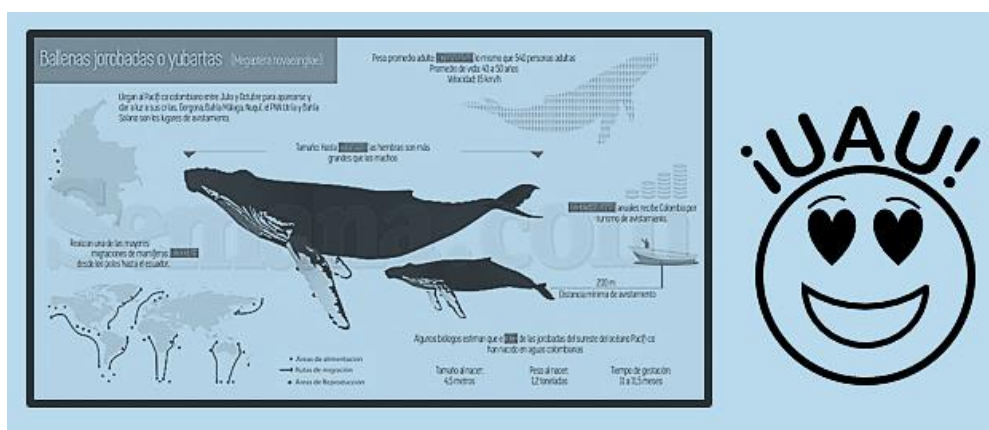 Ballenas jorobadas o yubartas (Megaptera novaeangliae)
Llegan al Pacífico colombiano entre Julio y Octubre para aparearse y
dar a luz a sus crías. Gorgona, Bahía Málaga, Nuquí, el PNN Utría y Bahía
Solano son los lugares de avistamiento.
Peso promedio adulto: lo mismo que 540 personas adultas
Promedio de vida: 40 a 50 años
Velocidad: 15 km/h
Tamaño: Hasta las hembras son más
grandes que los machos
anuales recibe Colombia por
turismo de avistamiento.
Realizan una de las mayores
migraciones de mamíferos
desde los polos hasta el ecuador.
200 m
Distancia mínima de avistamiento
Algunos biólogos estiman que el de las jorobadas del sureste del océano Pacífico
han nacido en aguas colombianas
Áreas de alimentación
Rutas de migración
Áreas de Reproducción
Tamaño al nacer:
4,5 metros
Peso al nacer:
1,2 toneladas
Tiempo de gestación:
11 a 11,5 meses
Semana.com
¡UAU!